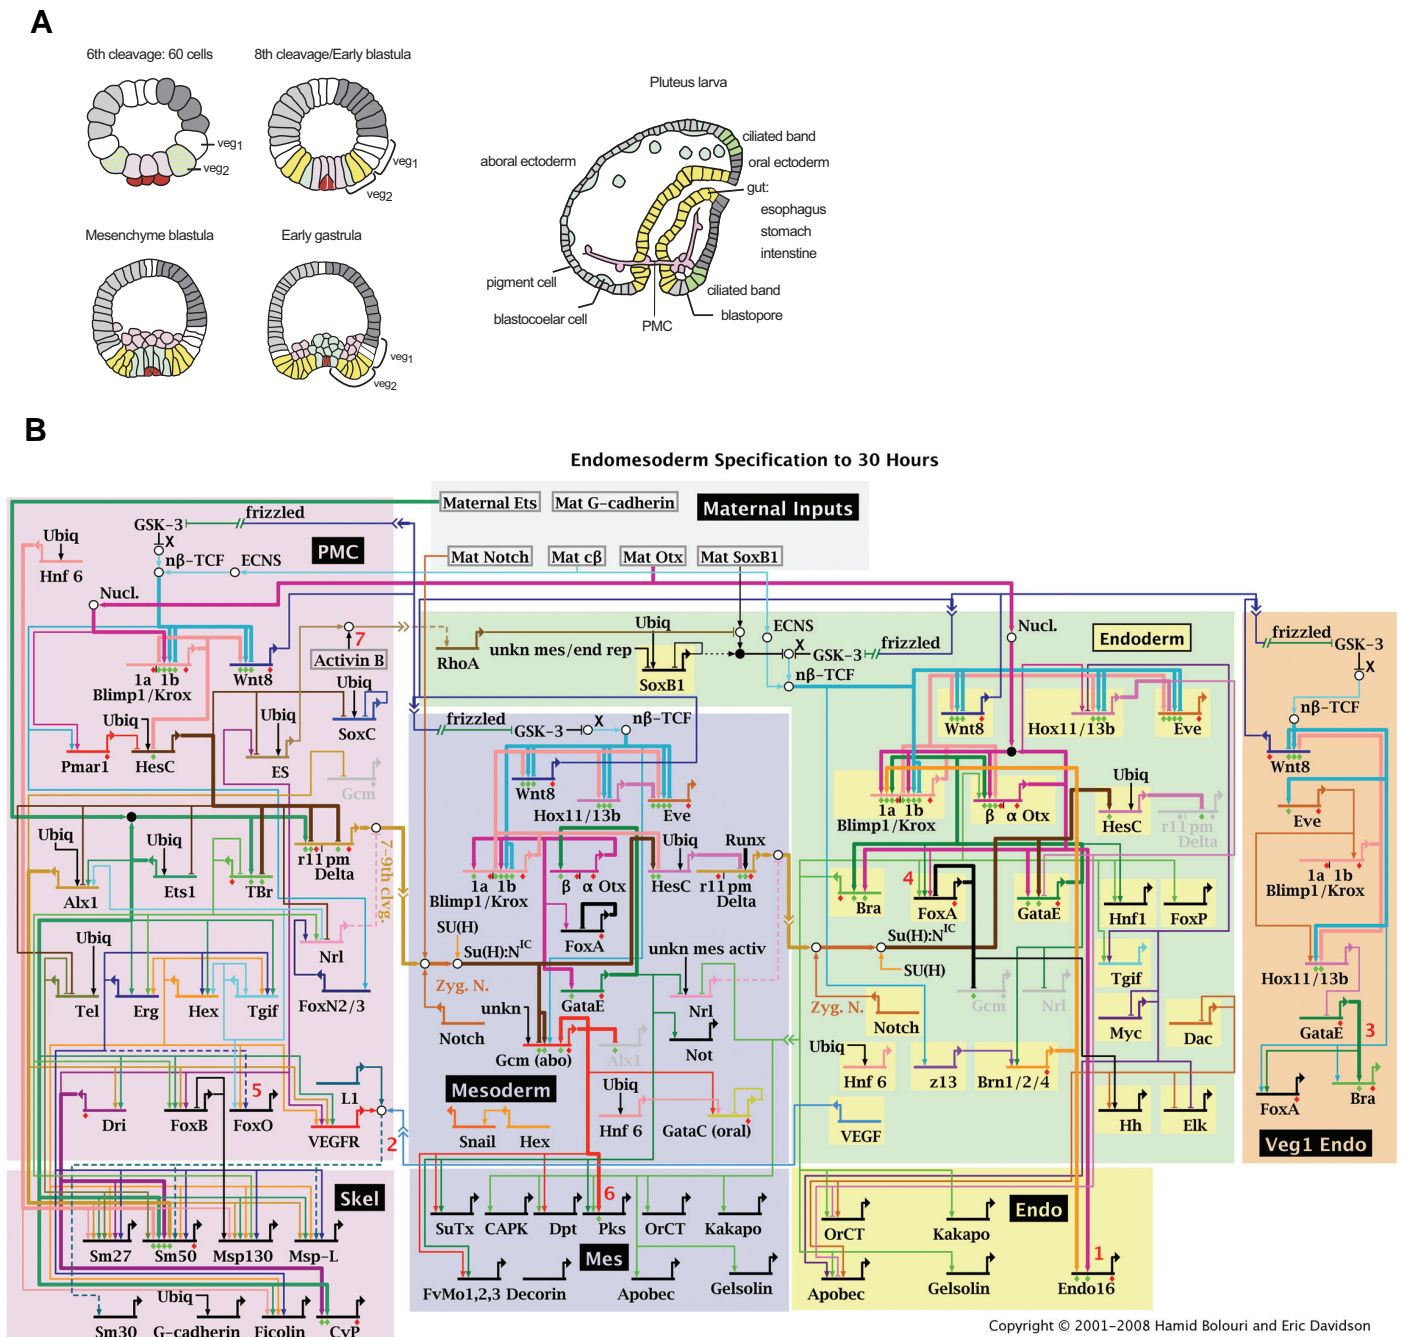 A
6th cleavage: 60 cells
8th cleavage/Early blastula
Pluteus larva
veg1
veg2
veg1
veg2
ciliated band
oral ectoderm
aboral ectoderm
gut:
esophagus
stomach
intenstine
Mesenchyme blastula
Early gastrula
pigment cell
blastocoelar cell
PMC
ciliated band
blastopore
veg1
veg2
B
Endomesoderm Specification to 30 Hours
Maternal Ets
Mat G-cadherin
Maternal Inputs
Mat Notch
Mat cβ
Mat Otx
Mat SoxB1
PMC
GSK-3
frizzled
X
nβ-TCF
ECNS
Ubiq
Hnf 6
Nucl.
1a 1b
Blimp1/Krox
Wnt8
7
Activin B
Ubiq
SoxC
Pmar1
Ubiq
HesC
Ubiq
ES
Gcm
Ubiq
Alx1
Ubiq
Ets1
TBr
r11 pm
Delta
7-9th clvg.
Nrl
Ubiq
Tel
Erg
Hex
Tgif
FoxN2/3
5
L1
Dri
FoxB
FoxO
VEGFR
2
Skel
Sm27
Sm50
Msp130
Msp-L
Ubiq
Sm30
G-cadherin
Ficolin
CyP
RhoA
Ubiq
unkn mes/end rep
SoxB1
ECNS
X
GSK-3
frizzled
nβ-TCF
Nucl.
Endoderm
frizzled
GSK-3
X
nβ-TCF
Wnt8
Hox11/13b
Eve
1a 1b
Blimp1/Krox
β α Otx
Ubiq
HesC
Runx
r11 pm
Delta
FoxA
SU(H)
Su(H):N^IC
Zyg. N.
Notch
unkn mes activ
GataE
unkn
Gcm (abo)
Alx1
Nrl
Not
Mesoderm
Snail
Hex
Ubiq
Hnf 6
GataC (oral)
6
SuTx
CAPK
Dpt
Pks
OrCT
Kakapo
Mes
FvMo1,2,3
Decorin
Apobec
Gelsolin
Wnt8
Hox11/13b
Eve
1a 1b
Blimp1/Krox
β α Otx
Ubiq
HesC
r11 pm
Delta
Bra
4
FoxA
GataE
Hnf1
FoxP
Su(H):N^IC
SU(H)
Zyg. N.
Notch
Gcm
Nrl
Tgif
Myc
Dac
Ubiq
Hnf 6
z13
Brn1/2/4
VEGF
Hh
Elk
Endo
OrCT
Kakapo
1
Apobec
Gelsolin
Endo16
frizzled
GSK-3
X
nβ-TCF
Wnt8
Eve
1a 1b
Blimp1/Krox
Hox11/13b
GataE
3
FoxA
Bra
Veg1 Endo
Copyright © 2001-2008 Hamid Bolouri and Eric Davidson